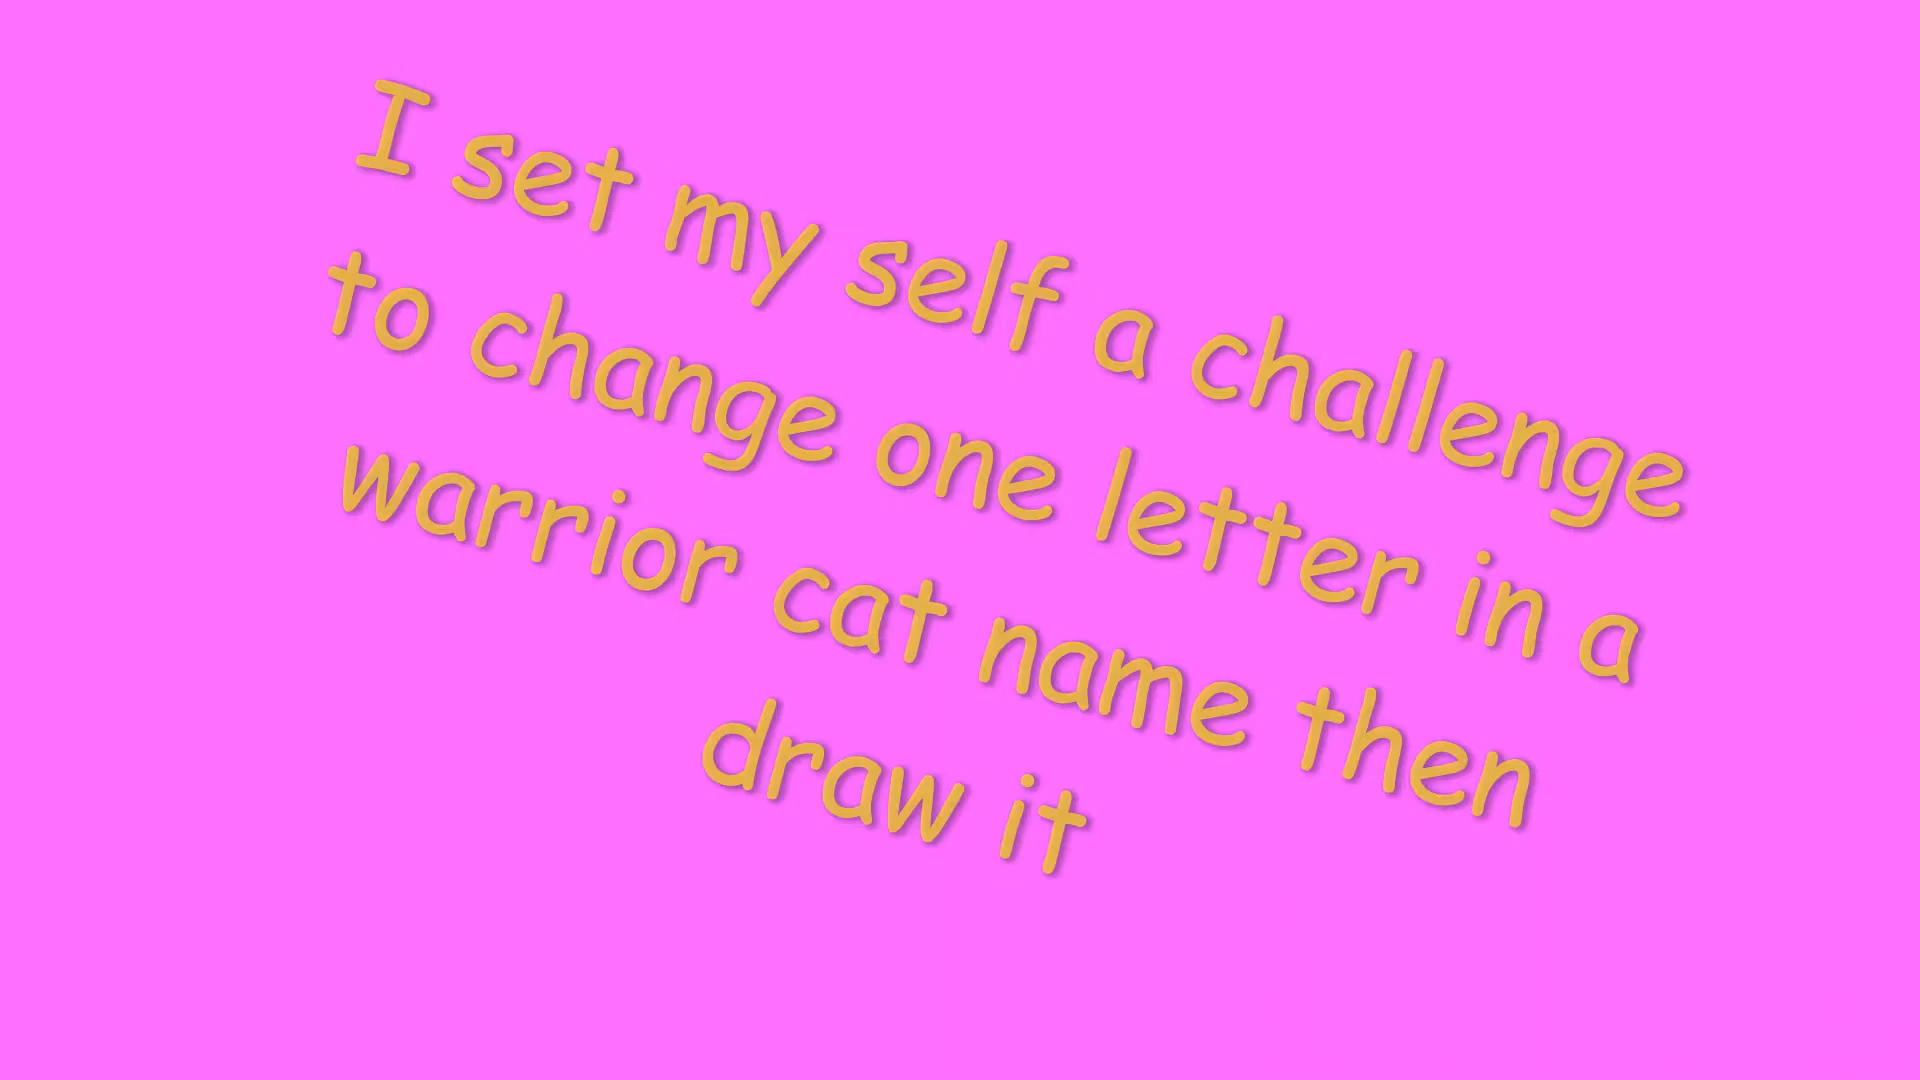 I set my self a challenge
to change one letter in a
warrior cat name then
draw it